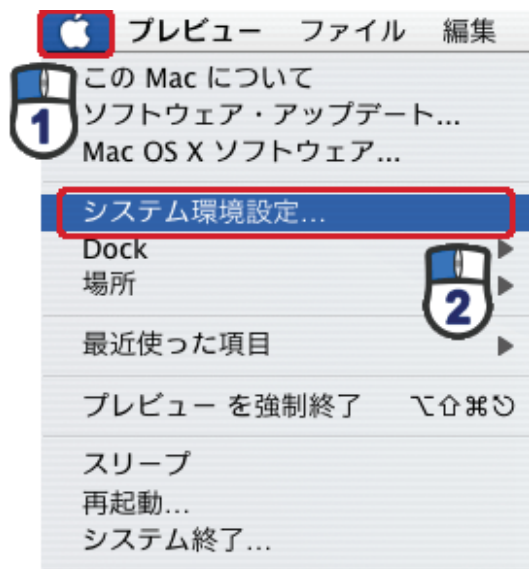 プレビュー ファイル 編集
この Mac について
1
ソフトウェア・アップデート...
Mac OS X ソフトウェア...
システム環境設定...
Dock
場所
2
最近使った項目
プレビュー を強制終了 ⌥⇧⌘⎋
スリープ
再起動...
システム終了...